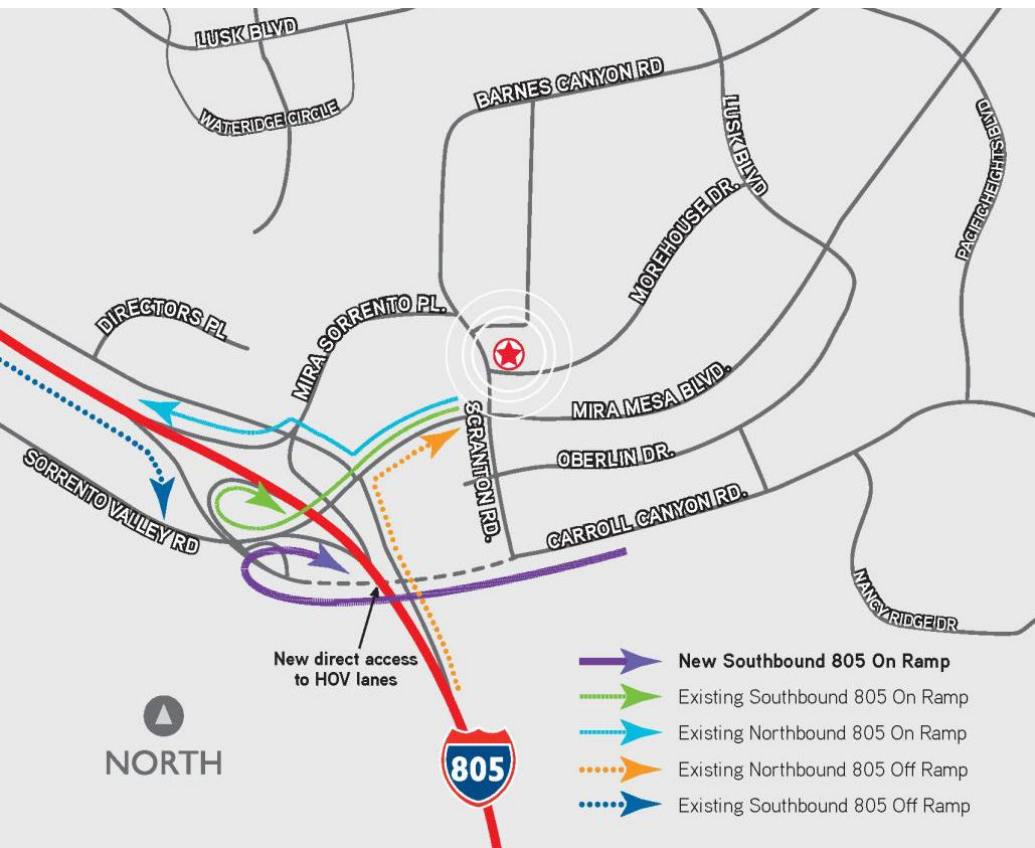 LUSK BLVD
WATERIDGE CIRCLE
BARNES CANYON RD
LUSK BLVD
PACIFIC HEIGHTS BLVD
MOREHOUSE DR.
DIRECTORS PL
MIRA SORRENTO PL.
MIRA MESA BLVD.
SCRANTON RD.
OBERLIN DR.
SORRENTO VALLEY RD
CARROLL CANYON RD.
NANCY RIDGE DR
New direct access
to HOV lanes
NORTH
805
New Southbound 805 On Ramp
Existing Southbound 805 On Ramp
Existing Northbound 805 On Ramp
Existing Northbound 805 Off Ramp
Existing Southbound 805 Off Ramp